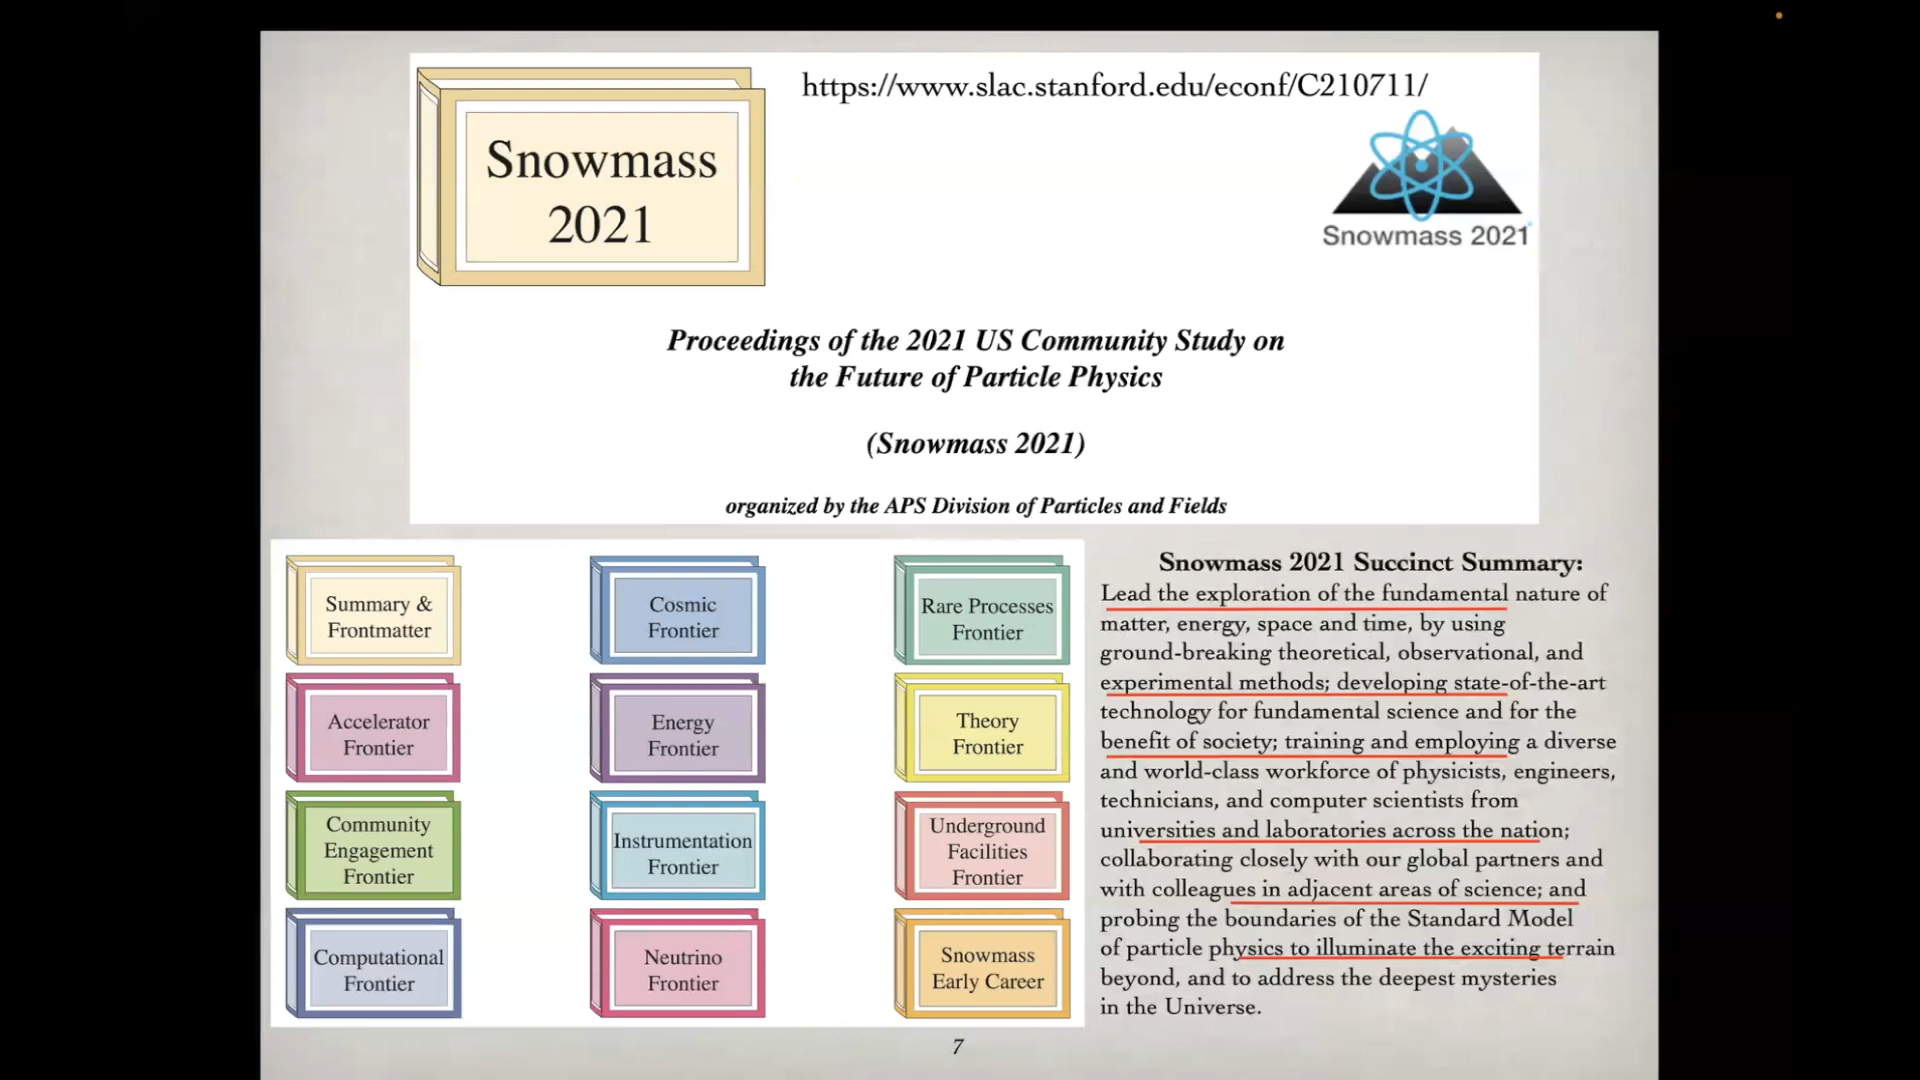 https://www.slac.stanford.edu/econf/C210711/
Snowmass
2021
Snowmass 2021
Proceedings of the 2021 US Community Study on
the Future of Particle Physics
(Snowmass 2021)
organized by the APS Division of Particles and Fields
Summary &
Frontmatter
Cosmic
Frontier
Rare Processes
Frontier
Accelerator
Frontier
Energy
Frontier
Theory
Frontier
Community
Engagement
Frontier
Instrumentation
Frontier
Underground
Facilities
Frontier
Computational
Frontier
Neutrino
Frontier
Snowmass
Early Career
Snowmass 2021 Succinct Summary:
Lead the exploration of the fundamental nature of
matter, energy, space and time, by using
ground-breaking theoretical, observational, and
experimental methods; developing state-of-the-art
technology for fundamental science and for the
benefit of society; training and employing a diverse
and world-class workforce of physicists, engineers,
technicians, and computer scientists from
universities and laboratories across the nation;
collaborating closely with our global partners and
with colleagues in adjacent areas of science; and
probing the boundaries of the Standard Model
of particle physics to illuminate the exciting terrain
beyond, and to address the deepest mysteries
in the Universe.
7